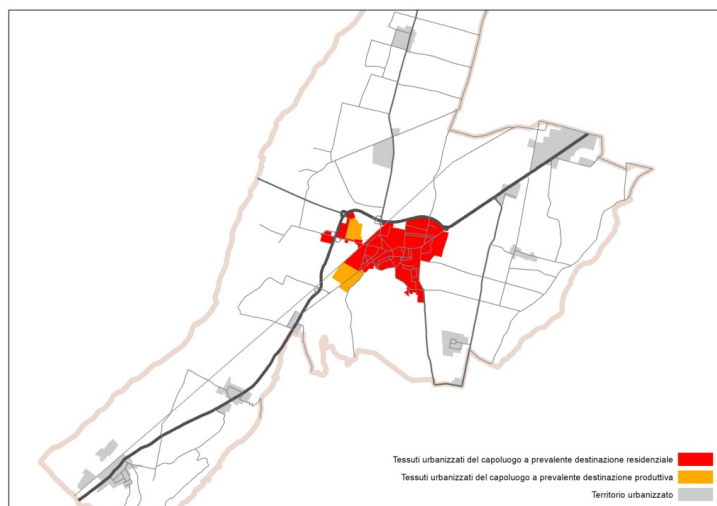 Tessuti urbanizzati del capoluogo a prevalente destinazione residenziale
Tessuti urbanizzati del capoluogo a prevalente destinazione produttiva
Territorio urbanizzato